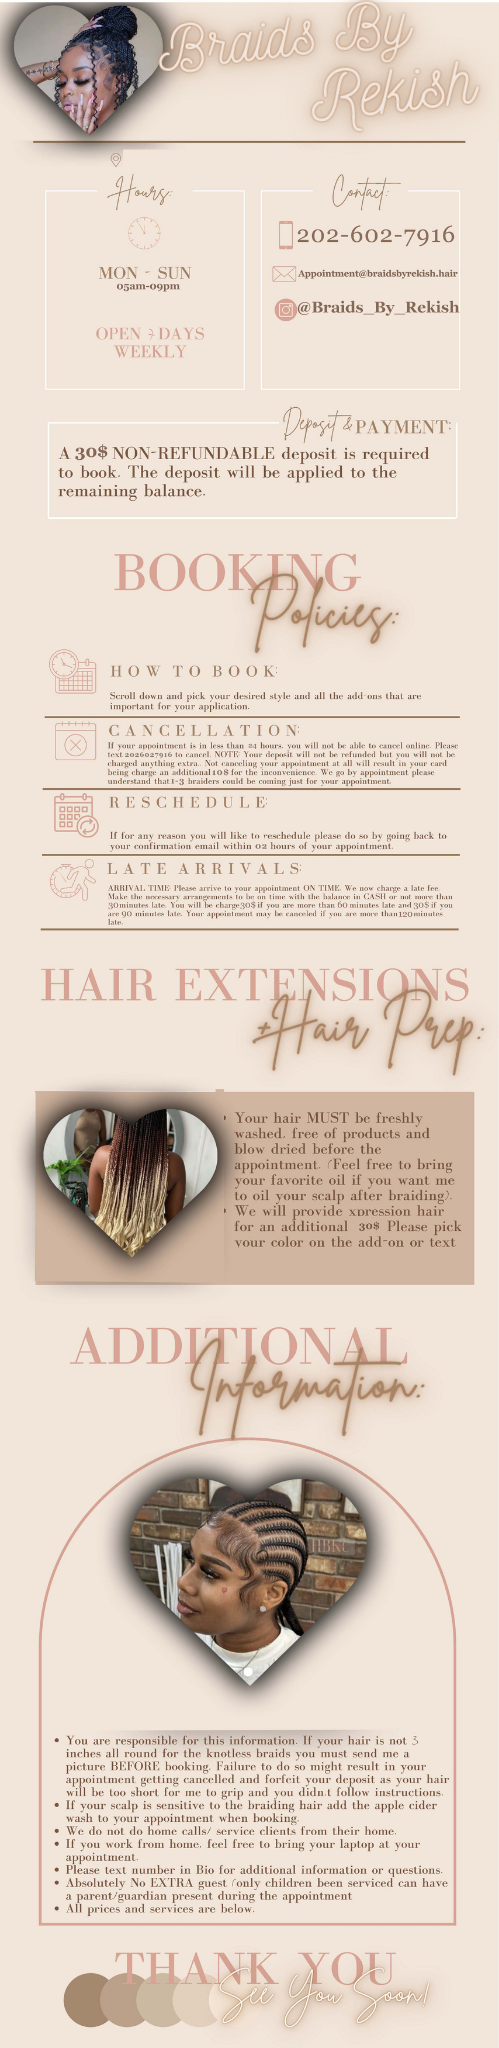 Braids By
Rekish
Hours:
MON - SUN
05am-09pm
OPEN 7 DAYS
WEEKLY
Contact:
202-602-7916
Appointment@braidsbyrekish.hair
@Braids_By_Rekish
Deposit & PAYMENT:
A 30$ NON-REFUNDABLE deposit is required
to book. The deposit will be applied to the
remaining balance.
BOOKING
Policies:
HOW TO BOOK:
Scroll down and pick your desired style and all the add-ons that are
important for your application.
CANCELLATION:
If your appointment is in less than 24 hours, you will not be able to cancel online. Please
text 2026027916 to cancel. NOTE: Your deposit will not be refunded but you will not be
charged anything extra. Not canceling your appointment at all will result in your card
being charge an additional 10$ for the inconvenience. We go by appointment please
understand that 1-3 braiders could be coming just for your appointment.
RESCHEDULE:
If for any reason you will like to reschedule please do so by going back to
your confirmation email within 02 hours of your appointment.
LATE ARRIVALS:
ARRIVAL TIME: Please arrive to your appointment ON TIME. We now charge a late fee.
Make the necessary arrangements to be on time with the balance in CASH or not more than
30minutes late. You will be charge30$ if you are more than 60 minutes late and 30$ if you
are 90 minutes late. Your appointment may be canceled if you are more than120minutes
late.
HAIR EXTENSIONS
+Hair Prep:
• Your hair MUST be freshly
washed, free of products and
blow dried before the
appointment. (Feel free to bring
your favorite oil if you want me
to oil your scalp after braiding).
• We will provide xpression hair
for an additional 30$ Please pick
your color on the add-on or text
ADDITIONAL
Information:
• You are responsible for this information. If your hair is not 3
inches all round for the knotless braids you must send me a
picture BEFORE booking. Failure to do so might result in your
appointment getting cancelled and forfeit your deposit as your hair
will be too short for me to grip and you didn.t follow instructions.
• If your scalp is sensitive to the braiding hair add the apple cider
wash to your appointment when booking.
• We do not do home calls/ service clients from their home.
• If you work from home, feel free to bring your laptop at your
appointment.
• Please text number in Bio for additional information or questions.
• Absolutely No EXTRA guest (only children been serviced can have
a parent/guardian present during the appointment
• All prices and services are below.
THANK YOU
See You Soon!